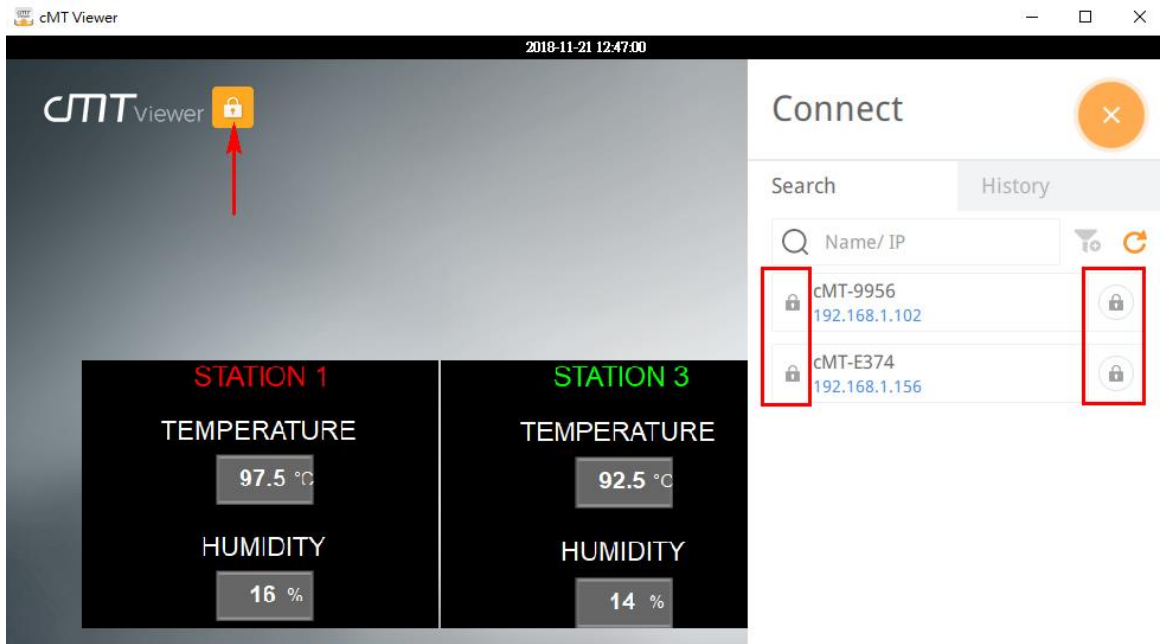 cMT Viewer
2018-11-21 12:47:00
cMT Viewer
Connect
Search
History
Name/ IP
cMT-9956
192.168.1.102
cMT-E374
192.168.1.156
STATION 1
TEMPERATURE
97.5 °C
HUMIDITY
16 %
STATION 3
TEMPERATURE
92.5 °C
HUMIDITY
14 %